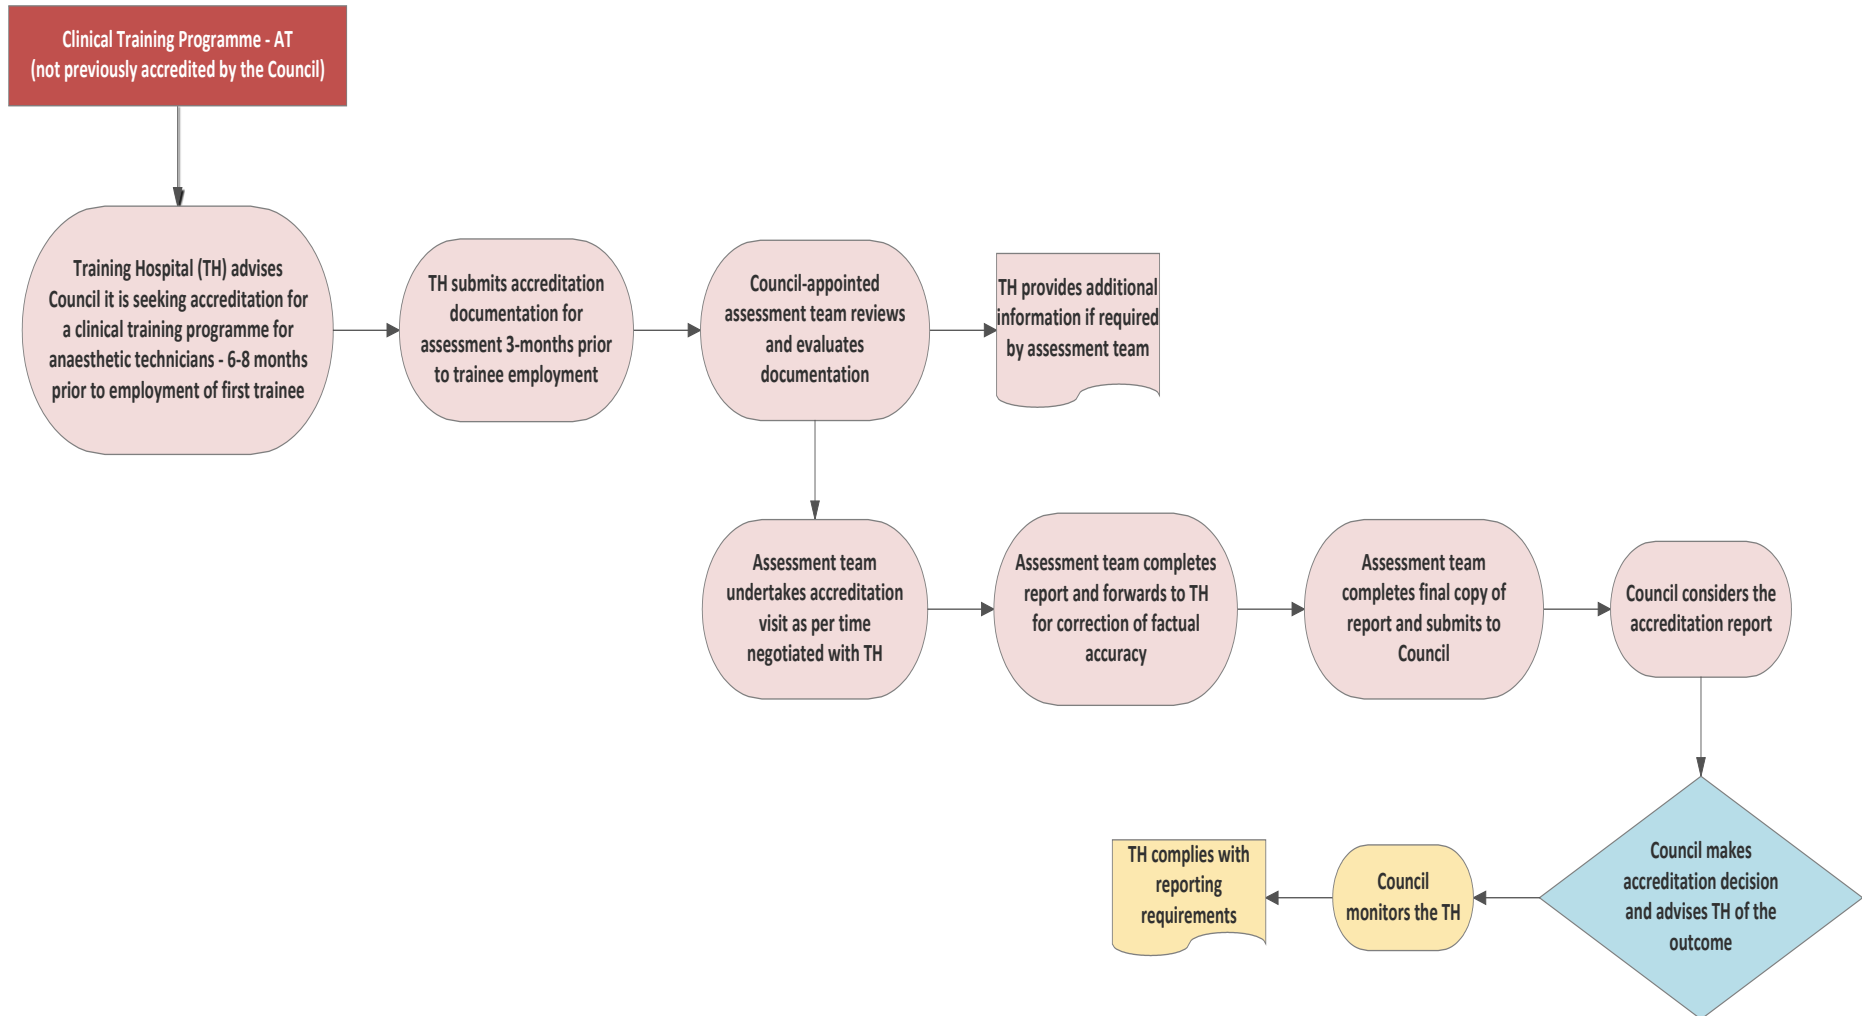 Clinical Training Programme - AT
(not previously accredited by the Council)
Training Hospital (TH) advises
Council it is seeking accreditation for
a clinical training programme for
anaesthetic technicians - 6-8 months
prior to employment of first trainee
TH submits accreditation
documentation for
assessment 3-months prior
to trainee employment
Council-appointed
assessment team reviews
and evaluates
documentation
TH provides additional
information if required
by assessment team
Assessment team
undertakes accreditation
visit as per time
negotiated with TH
Assessment team completes
report and forwards to TH
for correction of factual
accuracy
Assessment team
completes final copy of
report and submits to
Council
Council considers the
accreditation report
Council makes
accreditation decision
and advises TH of the
outcome
Council
monitors the TH
TH complies with
reporting
requirements